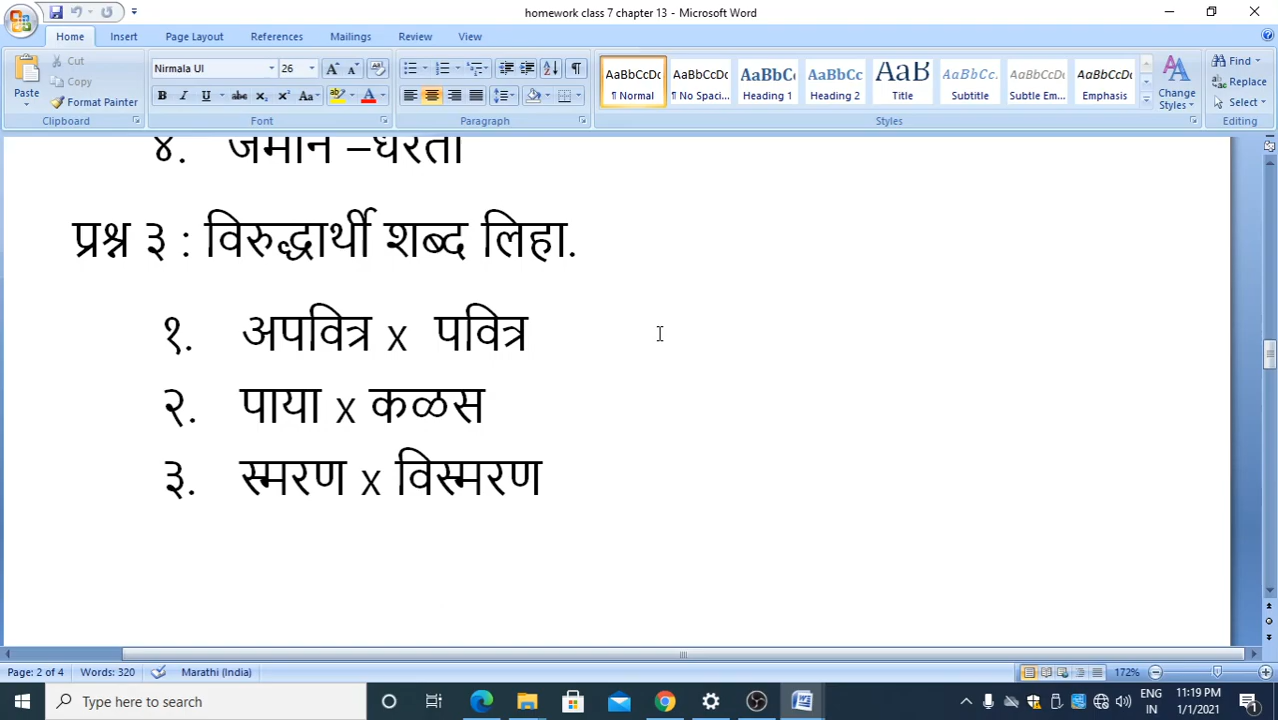 homework class 7 chapter 13 - Microsoft Word
Home Insert Page Layout References Mailings Review View
Paste
Cut
Copy
Format Painter
Clipboard
Nirmala UI 26
Font
Paragraph
AaBbCcDc AaBbCcDc AaBbC AaBbCc AaB AaBbCc. AaBbCcDc AaBbCcDc
¶ Normal ¶ No Spaci... Heading 1 Heading 2 Title Subtitle Subtle Em... Emphasis
Change Styles
Styles
Find
Replace
Select
Editing
४. जमीन –धरती
प्रश्न ३ : विरुद्धार्थी शब्द लिहा.
१. अपवित्र x पवित्र
२. पाया x कळस
३. स्मरण x विस्मरण
Page: 2 of 4 Words: 320 Marathi (India) 172%
Type here to search
ENG IN
11:19 PM
1/1/2021
1